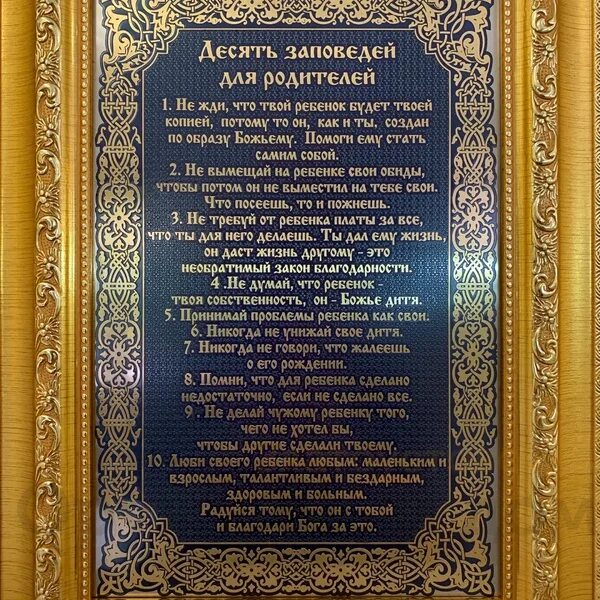 Десять заповедей
для родителей
1. Не жди, что твой ребенок будет твоей
копией, потому то он, как и ты, создан
по образу Божьему. Помоги ему стать
самим собой.
2. Не вымещай на ребенке свои обиды,
чтобы потом он не выместил на тебе свои.
Что посеешь, то и пожнешь.
3. Не требуй от ребенка платы за все,
что ты для него делаешь. Ты дал ему жизнь,
он даст жизнь другому - это
необратимый закон благодарности.
4 .Не думай, что ребенок -
твоя собственность, он - Божье дитя.
5. Принимай проблемы ребенка как свои.
6. Никогда не унижай свое дитя.
7. Никогда не говори, что жалеешь
о его рождении.
8. Помни, что для ребенка сделано
недостаточно, если не сделано все.
9 . Не делай чужому ребенку того,
чего не хотел бы,
чтобы другие сделали твоему.
10. Люби своего ребенка любым: маленьким и
взрослым, талантливым и бездарным,
здоровым и больным.
Радуйся тому, что он с тобой
и благодари Бога за это.